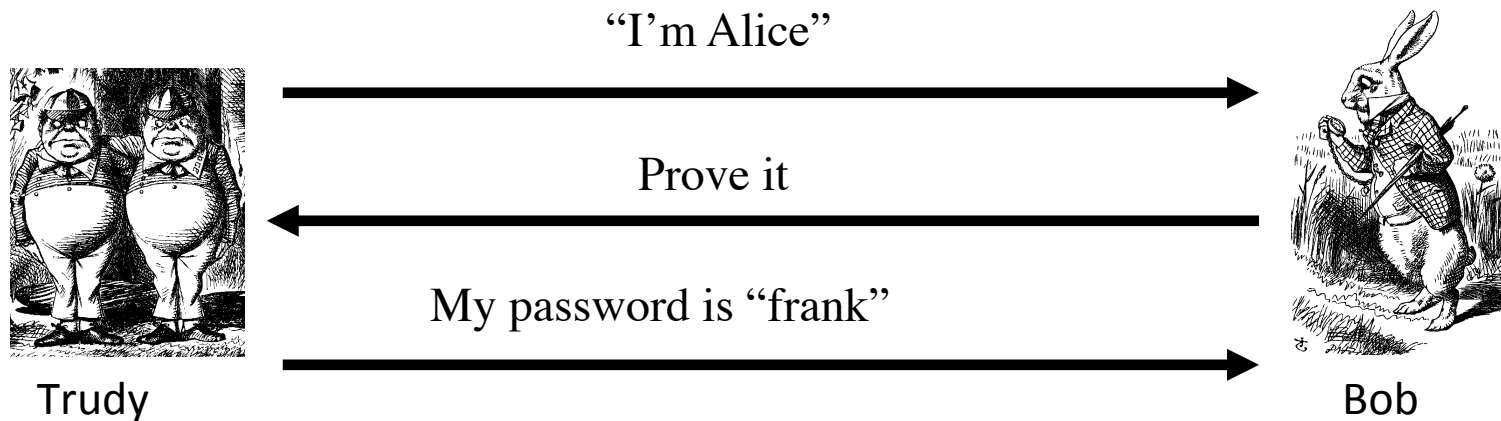 “I’m Alice”
Prove it
My password is “frank”
Trudy
Bob